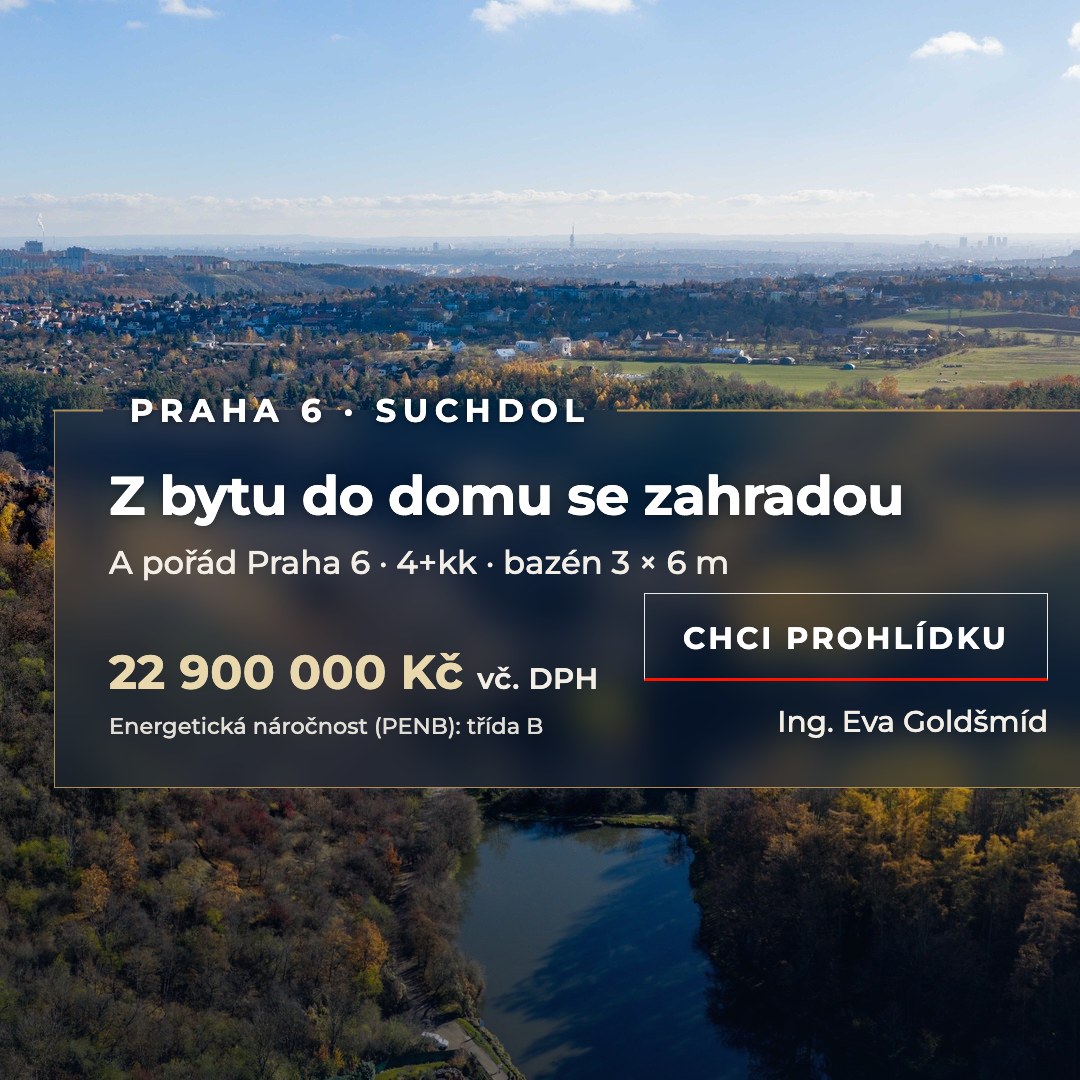 PRAHA 6 · SUCHDOL
Z bytu do domu se zahradou
A pořád Praha 6 · 4+kk · bazén 3 × 6 m
CHCI PROHLÍDKU
22 900 000 Kč vč. DPH
Energetická náročnost (PENB): třída B
Ing. Eva Goldšmíd